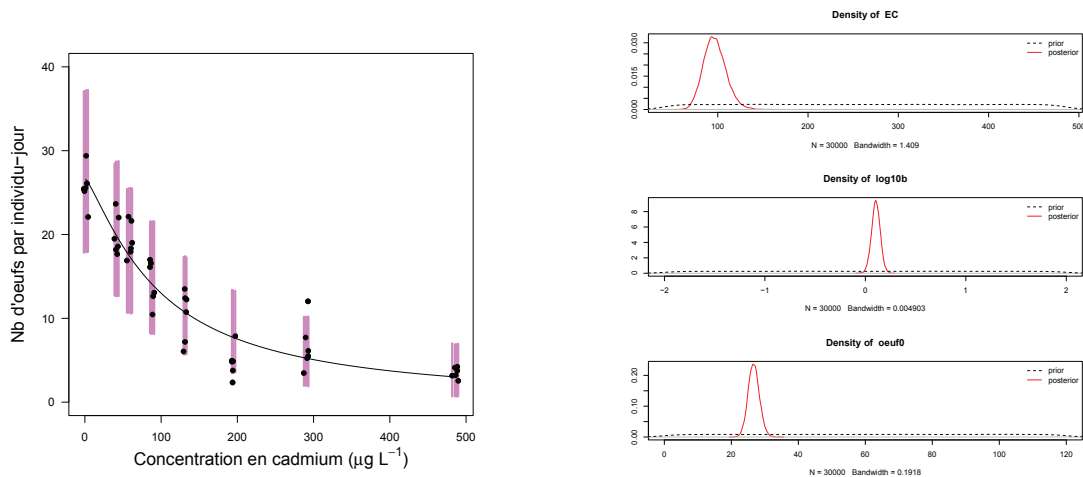 40
30
20
10
0
Nb d'oeufs par individu-jour
0 100 200 300 400 500
Concentration en cadmium (μg L⁻¹)
Density of EC
0.030
0.015
0.000
prior
posterior
100 200 300 400 500
N = 30000 Bandwidth = 1.409
Density of log10b
8
6
4
2
0
prior
posterior
−2 −1 0 1 2
N = 30000 Bandwidth = 0.004903
Density of oeuf0
0.20
0.10
0.00
prior
posterior
0 20 40 60 80 100 120
N = 30000 Bandwidth = 0.1918